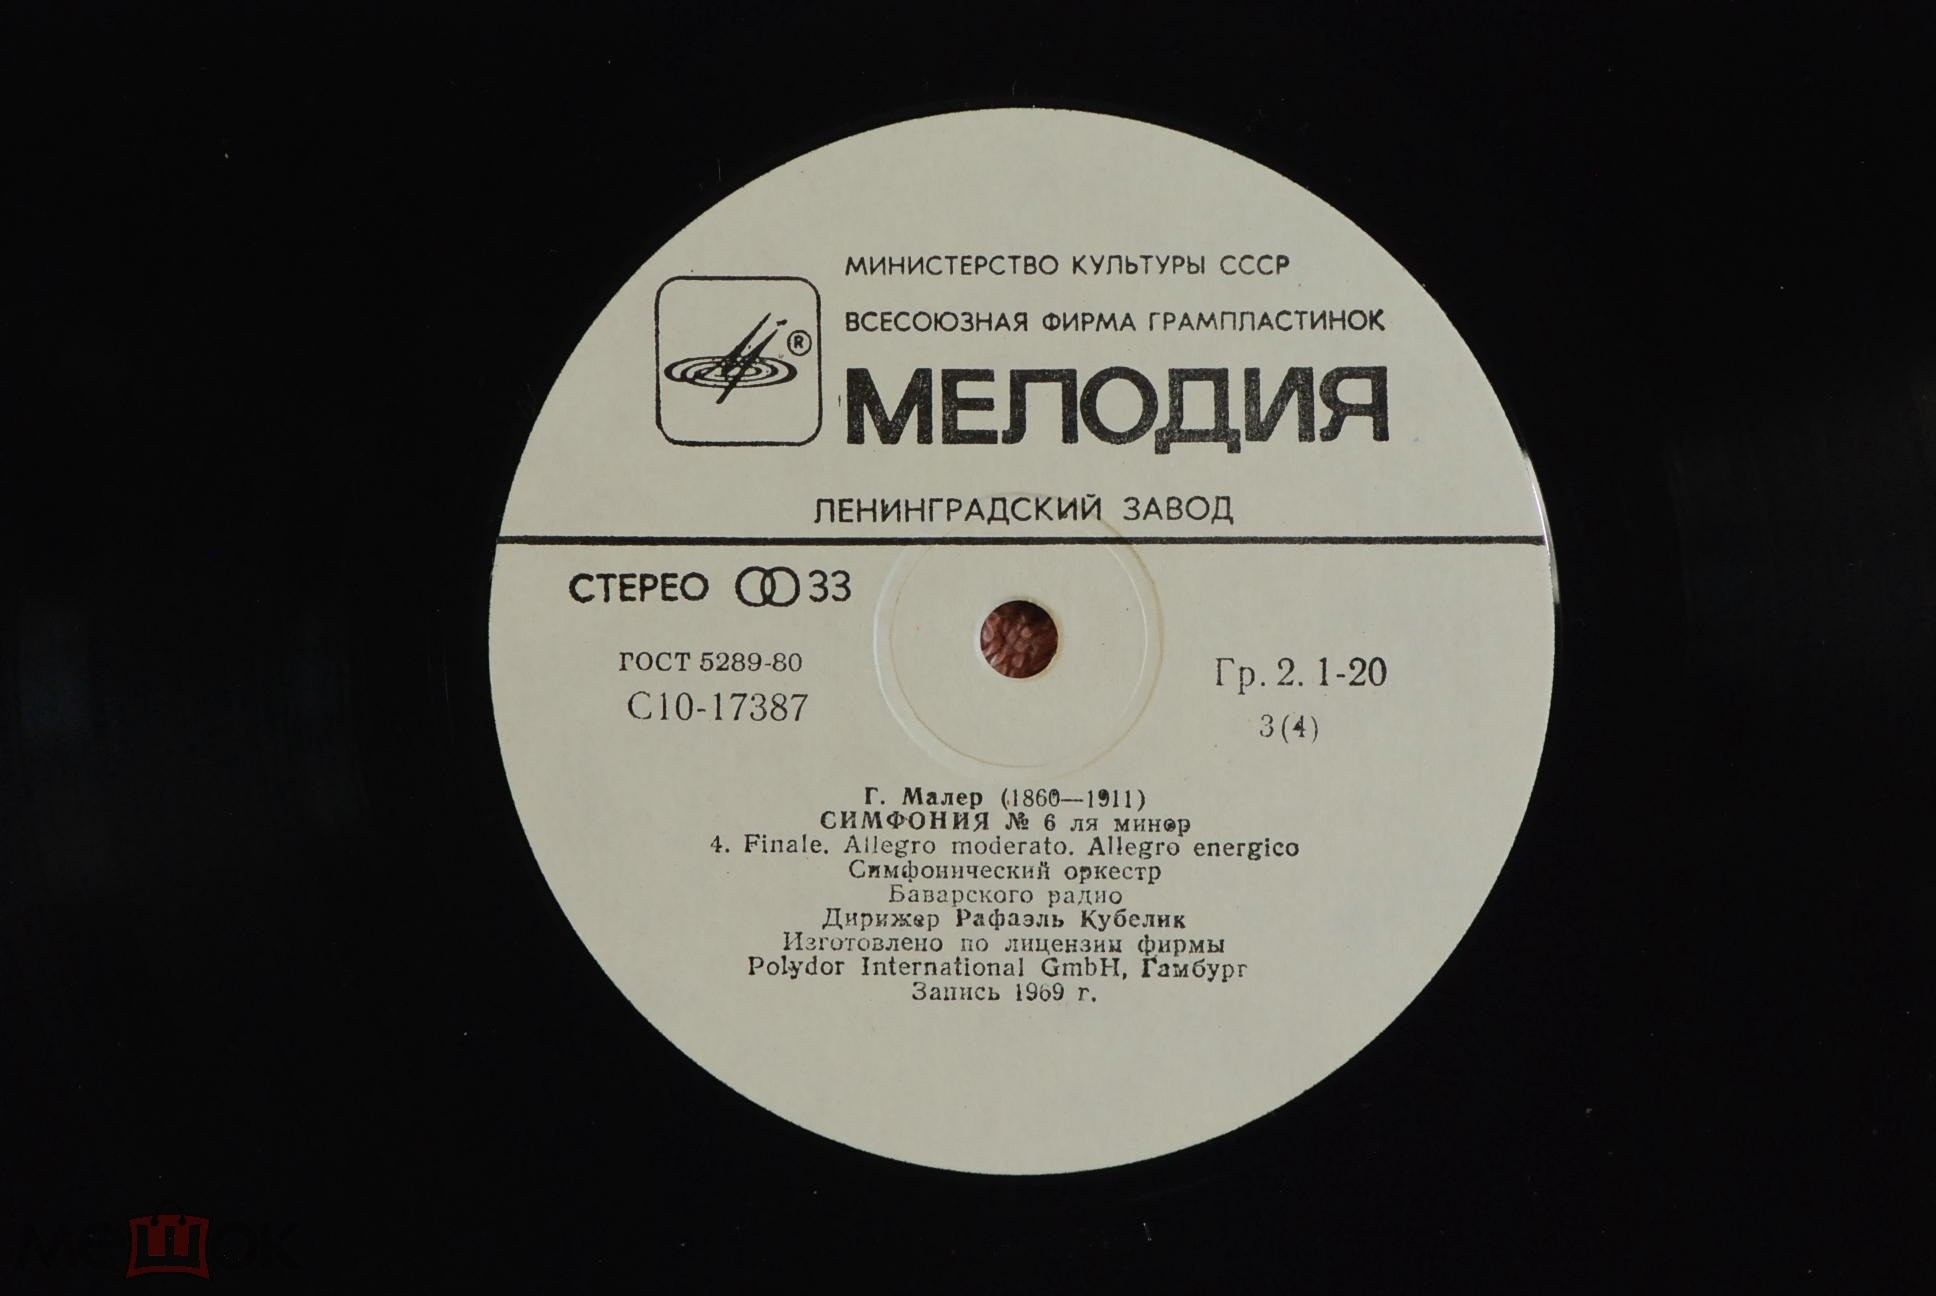 МИНИСТЕРСТВО КУЛЬТУРЫ СССР
ВСЕСОЮЗНАЯ ФИРМА ГРАМПЛАСТИНОК
®
МЕЛОДИЯ
ЛЕНИНГРАДСКИЙ ЗАВОД
СТЕРЕО 33
ГОСТ 5289-80
С10-17387
Гр. 2. 1-20
3(4)
Г. Малер (1860—1911)
СИМФОНИЯ № 6 ля минор
4. Finale. Allegro moderato. Allegro energico
Симфонический оркестр
Баварского радио
Дирижер Рафаэль Кубелик
Изготовлено по лицензии фирмы
Polydor International GmbH, Гамбург
Запись 1969 г.
мешок